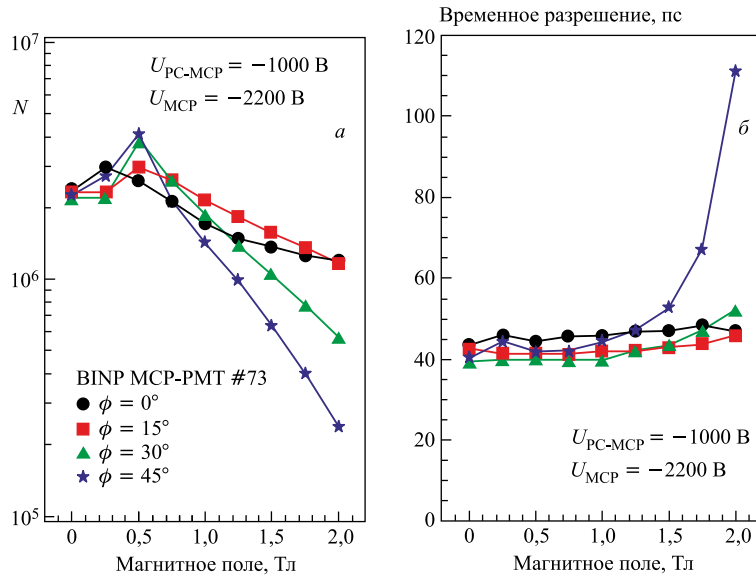 Временное разрешение, пс
10⁷
N
U_PC-MCP = −1000 В
U_MCP = −2200 В
а
10⁶
BINP MCP-PMT #73
ϕ = 0°
ϕ = 15°
ϕ = 30°
ϕ = 45°
10⁵
0 0,5 1,0 1,5 2,0
Магнитное поле, Тл
120
б
100
80
60
40
20
0
U_PC-MCP = −1000 В
U_MCP = −2200 В
0 0,5 1,0 1,5 2,0
Магнитное поле, Тл